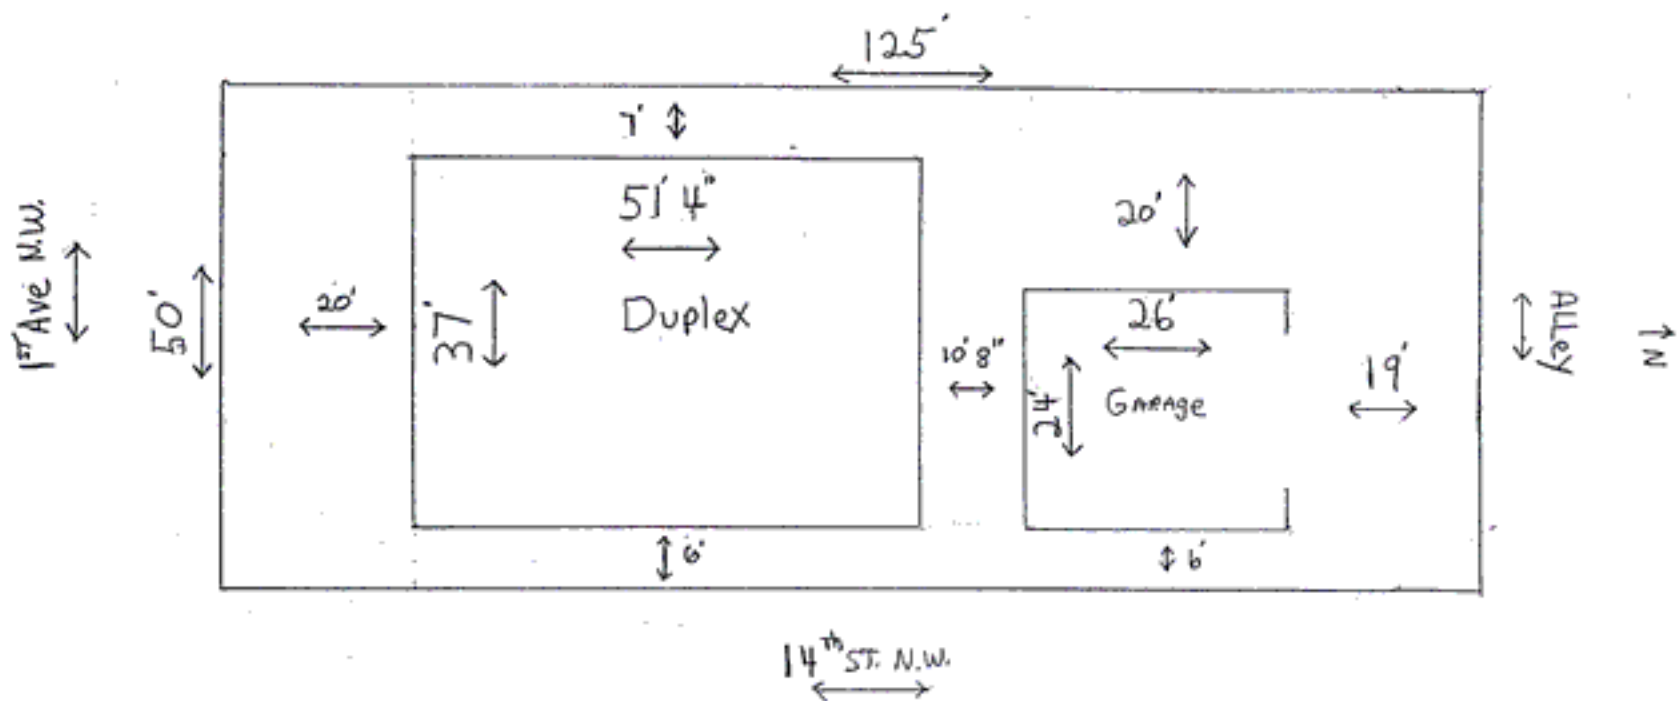 125'
7'
51' 4"
20'
1ST Ave N.W.
50'
20'
37'
Duplex
10' 8"
26'
24'
GARAGE
19'
ALLey
N
6'
6'
14th ST. N.W.